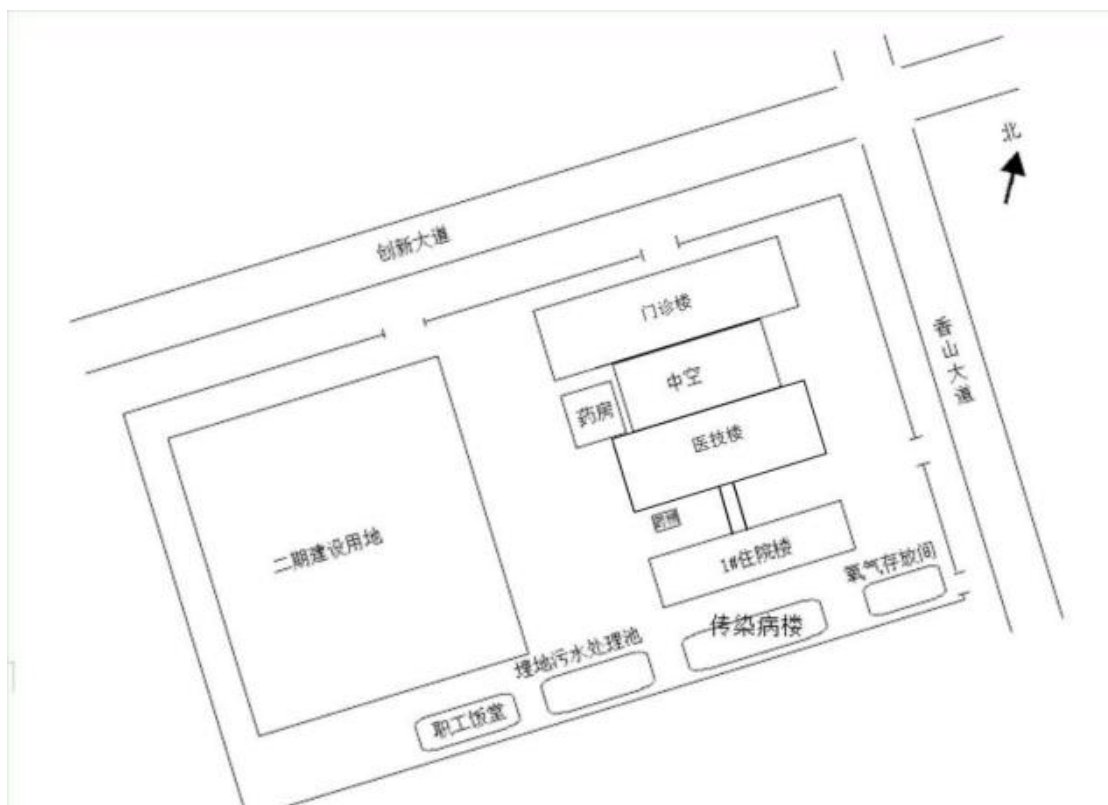 北
创新大道
门诊楼
香山大道
中空
药房
医技楼
二期建设用地
1#住院楼
氧气存放间
传染病楼
埋地污水处理池
职工饭堂